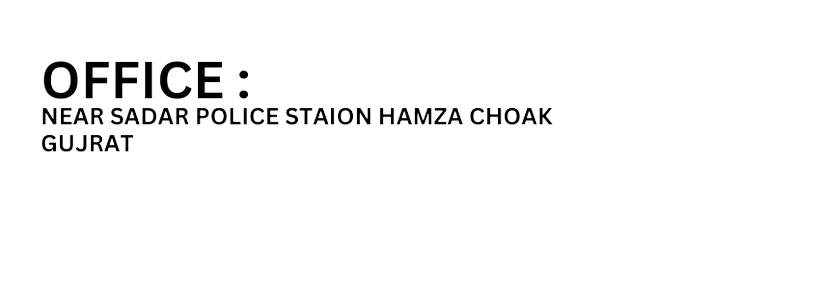 OFFICE :
NEAR SADAR POLICE STAION HAMZA CHOAK
GUJRAT